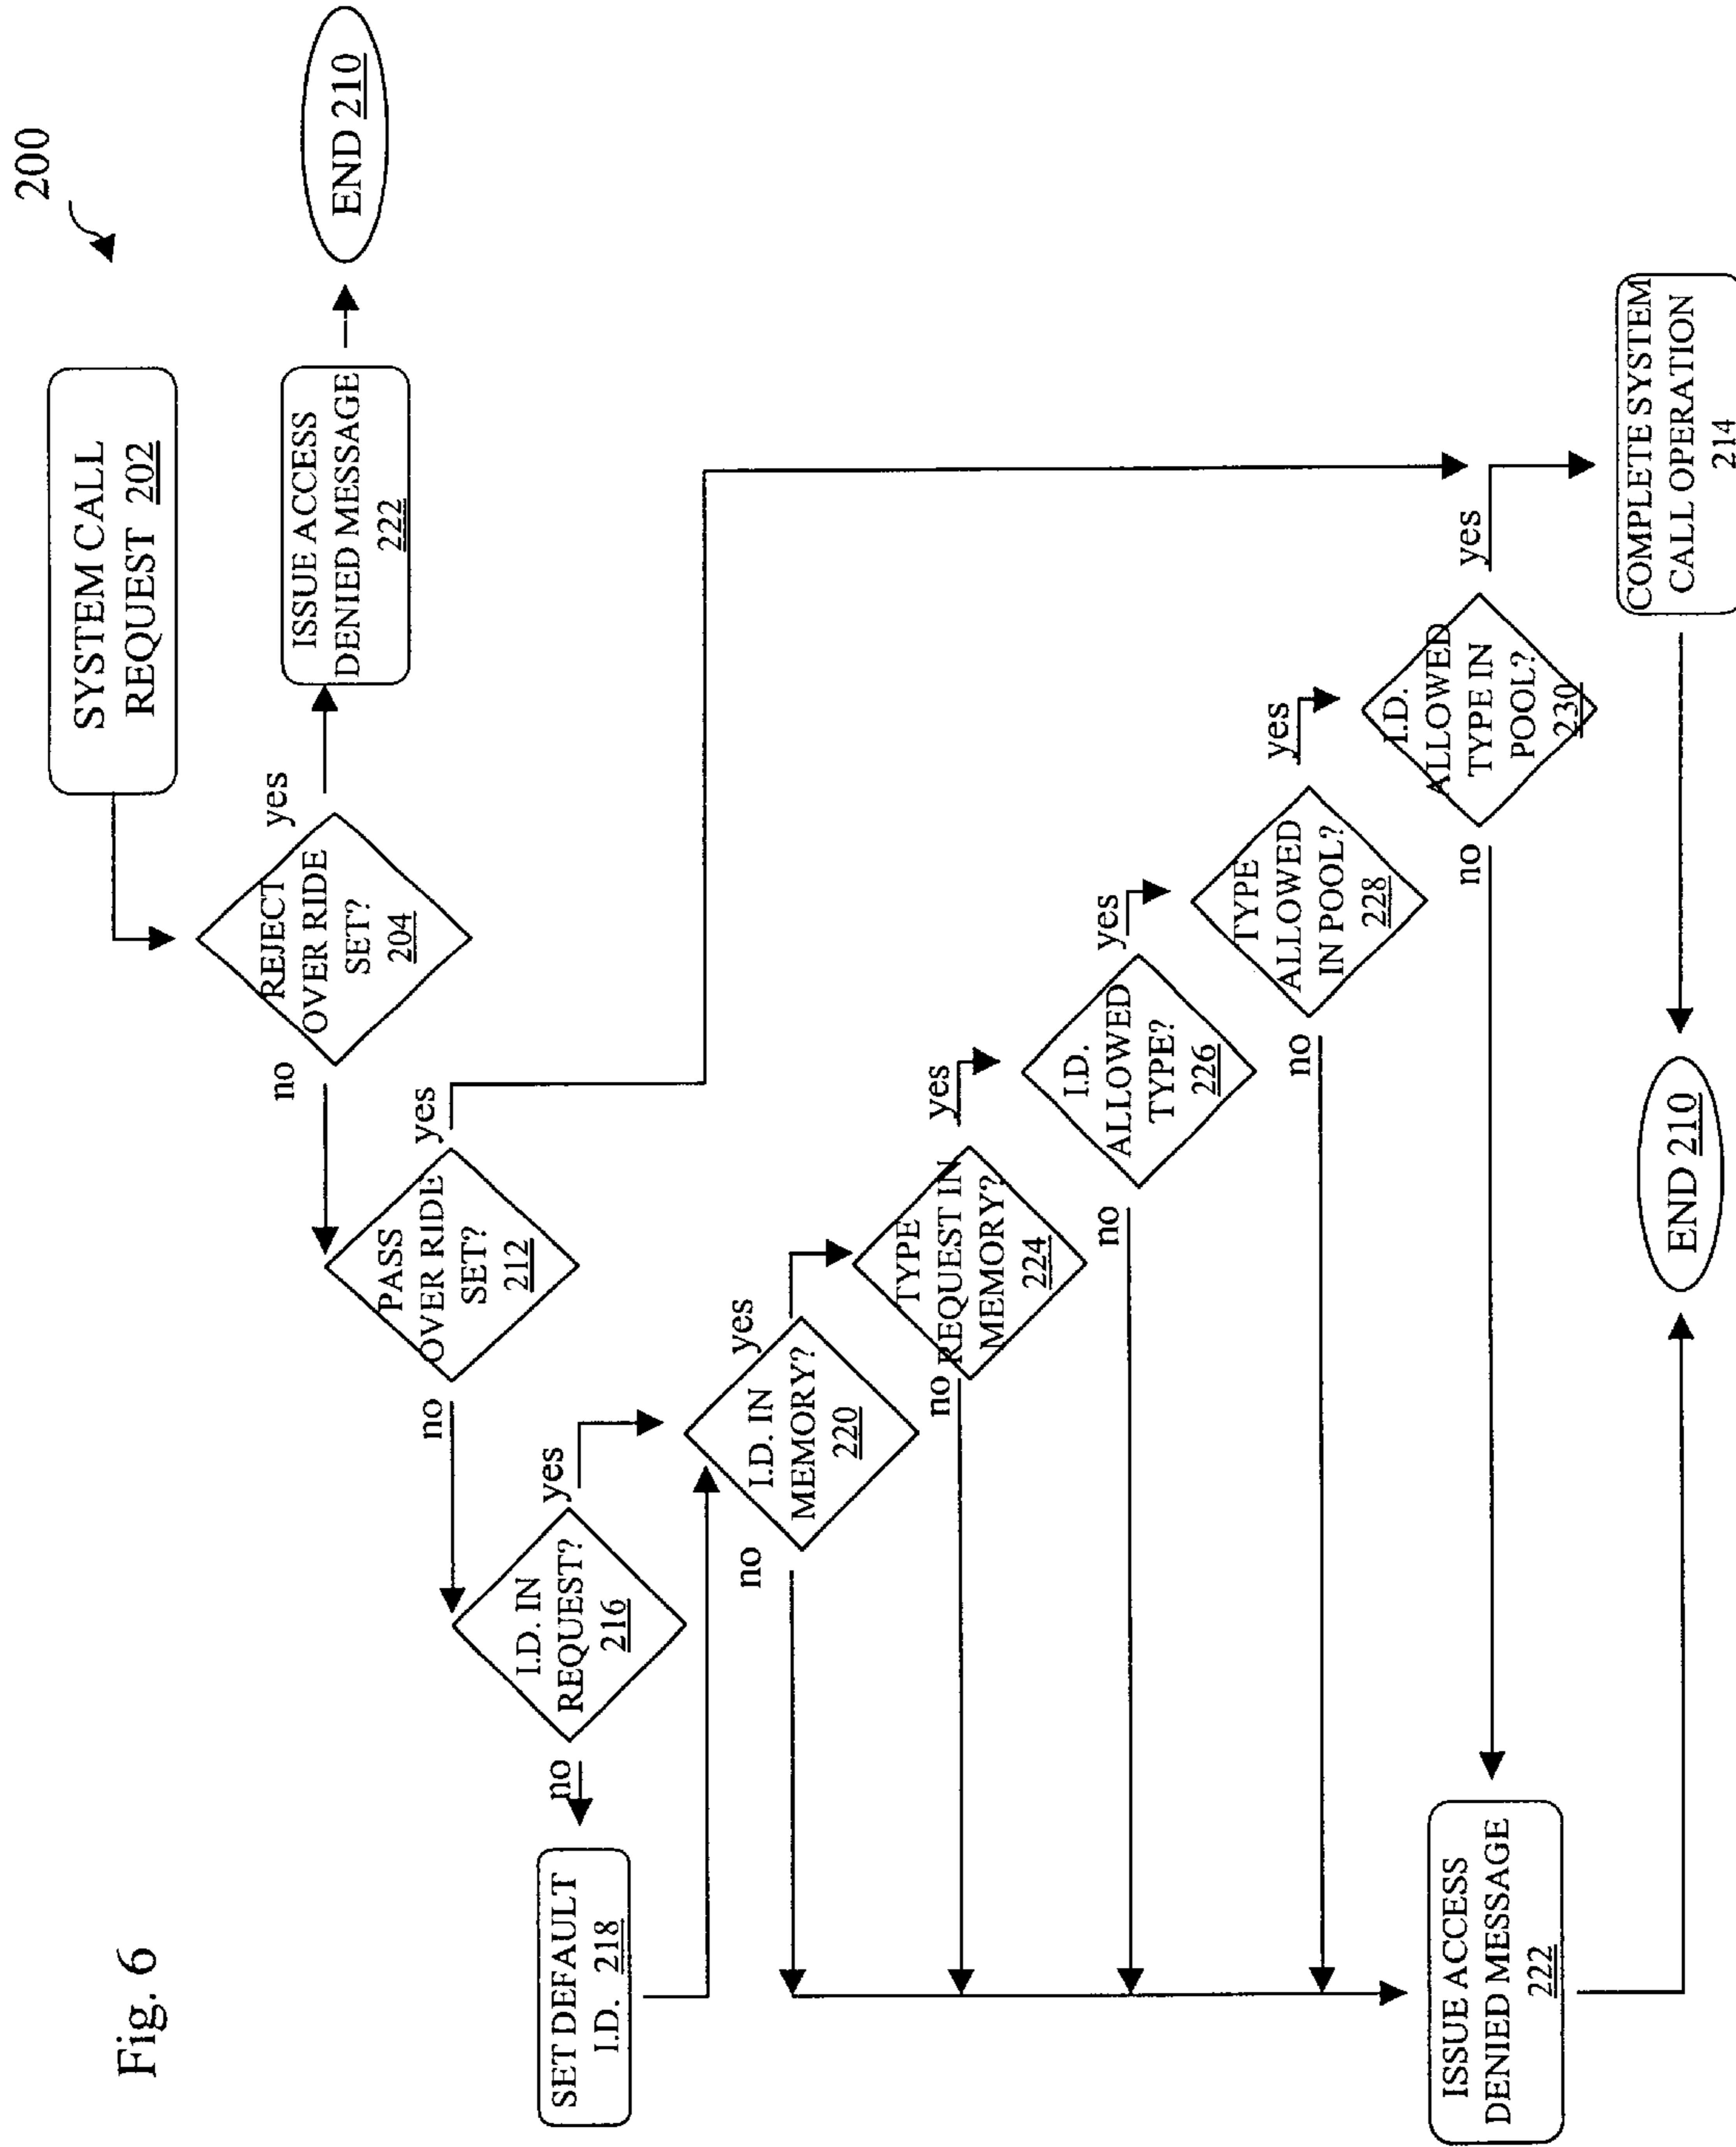 Fig. 6
200
SYSTEM CALL
REQUEST 202
REJECT
OVER RIDE
SET?
204
yes
no
ISSUE ACCESS
DENIED MESSAGE
222
END 210
PASS
OVER RIDE
SET?
212
yes
no
I.D. IN
REQUEST?
216
yes
no
SET DEFAULT
I.D. 218
I.D. IN
MEMORY?
220
yes
no
TYPE
REQUEST IN
MEMORY?
224
yes
no
I.D.
ALLOWED
TYPE?
226
yes
no
TYPE
ALLOWED
IN POOL?
228
yes
no
I.D.
ALLOWED
TYPE IN
POOL?
230
yes
no
ISSUE ACCESS
DENIED MESSAGE
222
COMPLETE SYSTEM
CALL OPERATION
214
END 210